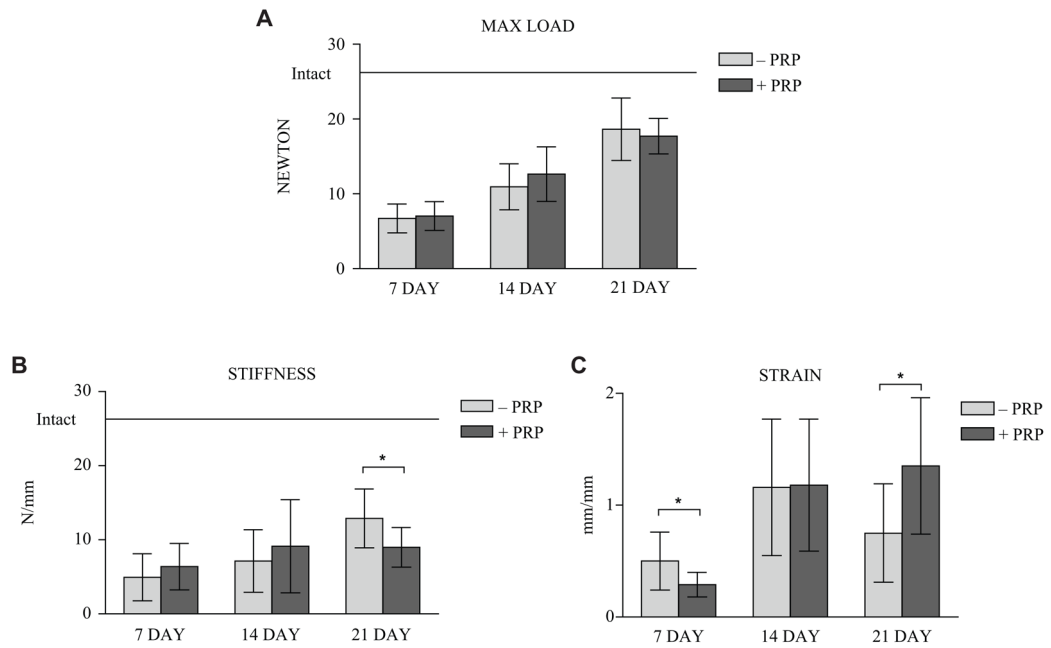 A
MAX LOAD
30
Intact
20
10
0
NEWTON
– PRP
+ PRP
7 DAY 14 DAY 21 DAY
B
STIFFNESS
30
Intact
20
10
0
N/mm
– PRP
+ PRP
*
7 DAY 14 DAY 21 DAY
C
STRAIN
2
1
0
mm/mm
– PRP
+ PRP
*
*
7 DAY 14 DAY 21 DAY